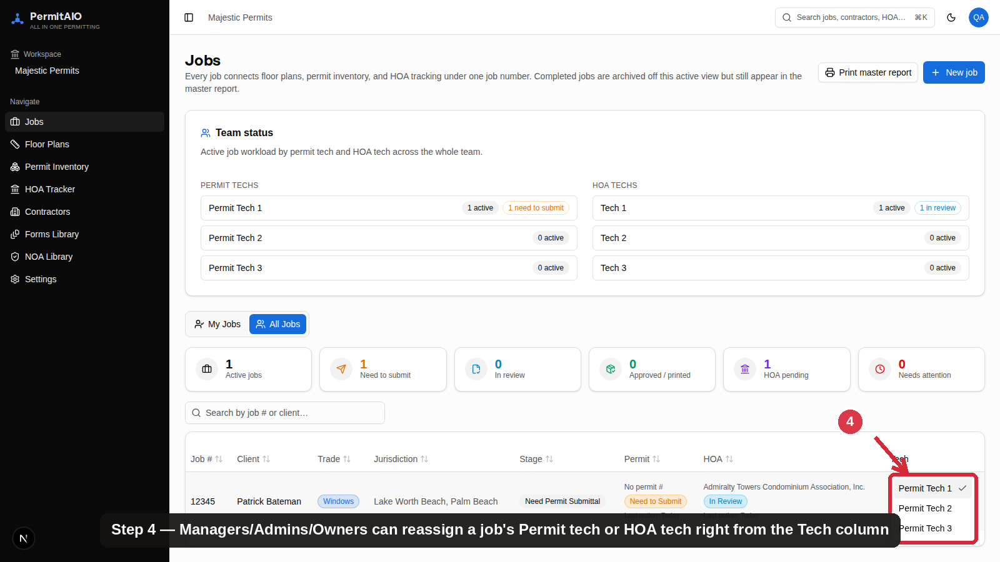 PermitAIO
ALL IN ONE PERMITTING
Workspace
Majestic Permits
Navigate
Jobs
Floor Plans
Permit Inventory
HOA Tracker
Contractors
Forms Library
NOA Library
Settings
N
Majestic Permits
Search jobs, contractors, HOA… ⌘K
QA
Jobs
Every job connects floor plans, permit inventory, and HOA tracking under one job number. Completed jobs are archived off this active view but still appear in the
master report.
Print master report
New job
Team status
Active job workload by permit tech and HOA tech across the whole team.
PERMIT TECHS
Permit Tech 1 1 active 1 need to submit
Permit Tech 2 0 active
Permit Tech 3 0 active
HOA TECHS
Tech 1 1 active 1 in review
Tech 2 0 active
Tech 3 0 active
My Jobs All Jobs
1 Active jobs
1 Need to submit
0 In review
0 Approved / printed
1 HOA pending
0 Needs attention
Search by job # or client…
4
Job # Client Trade Jurisdiction Stage Permit HOA Tech
No permit # Admiralty Towers Condominium Association, Inc.
12345 Patrick Bateman Windows Lake Worth Beach, Palm Beach Need Permit Submittal Need to Submit In Review
Permit Tech 1
Permit Tech 2
Permit Tech 3
Step 4 — Managers/Admins/Owners can reassign a job's Permit tech or HOA tech right from the Tech column